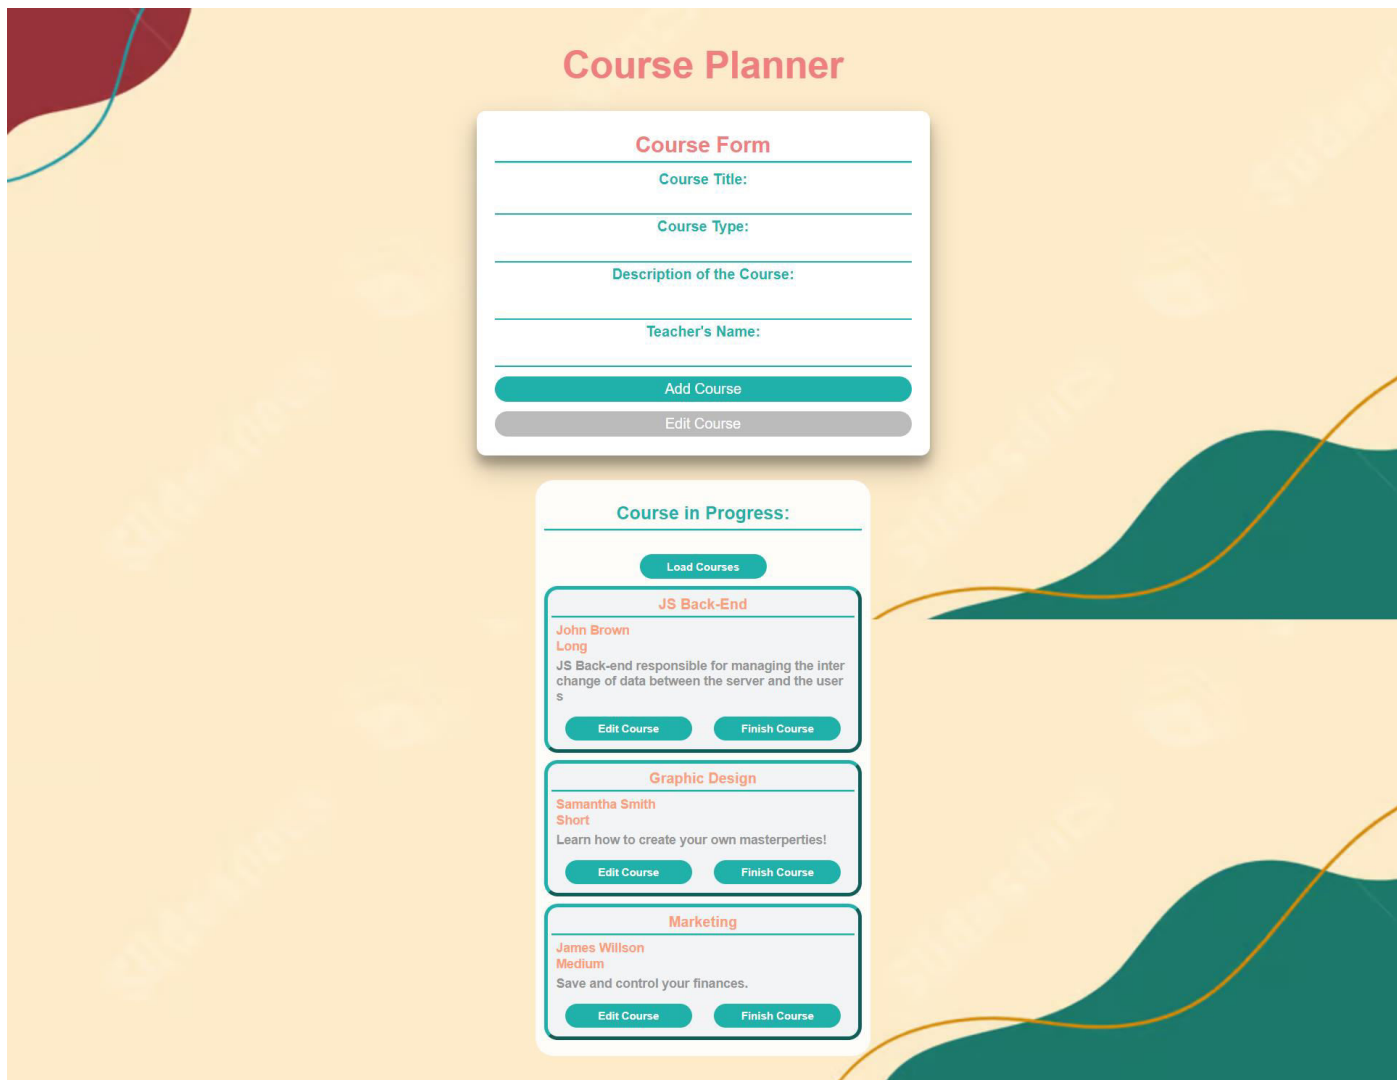 Course Planner
Course Form
Course Title:
Course Type:
Description of the Course:
Teacher's Name:
Add Course
Edit Course
Course in Progress:
Load Courses
JS Back-End
John Brown
Long
JS Back-end responsible for managing the inter
change of data between the server and the user
s
Edit Course Finish Course
Graphic Design
Samantha Smith
Short
Learn how to create your own masterperties!
Edit Course Finish Course
Marketing
James Willson
Medium
Save and control your finances.
Edit Course Finish Course